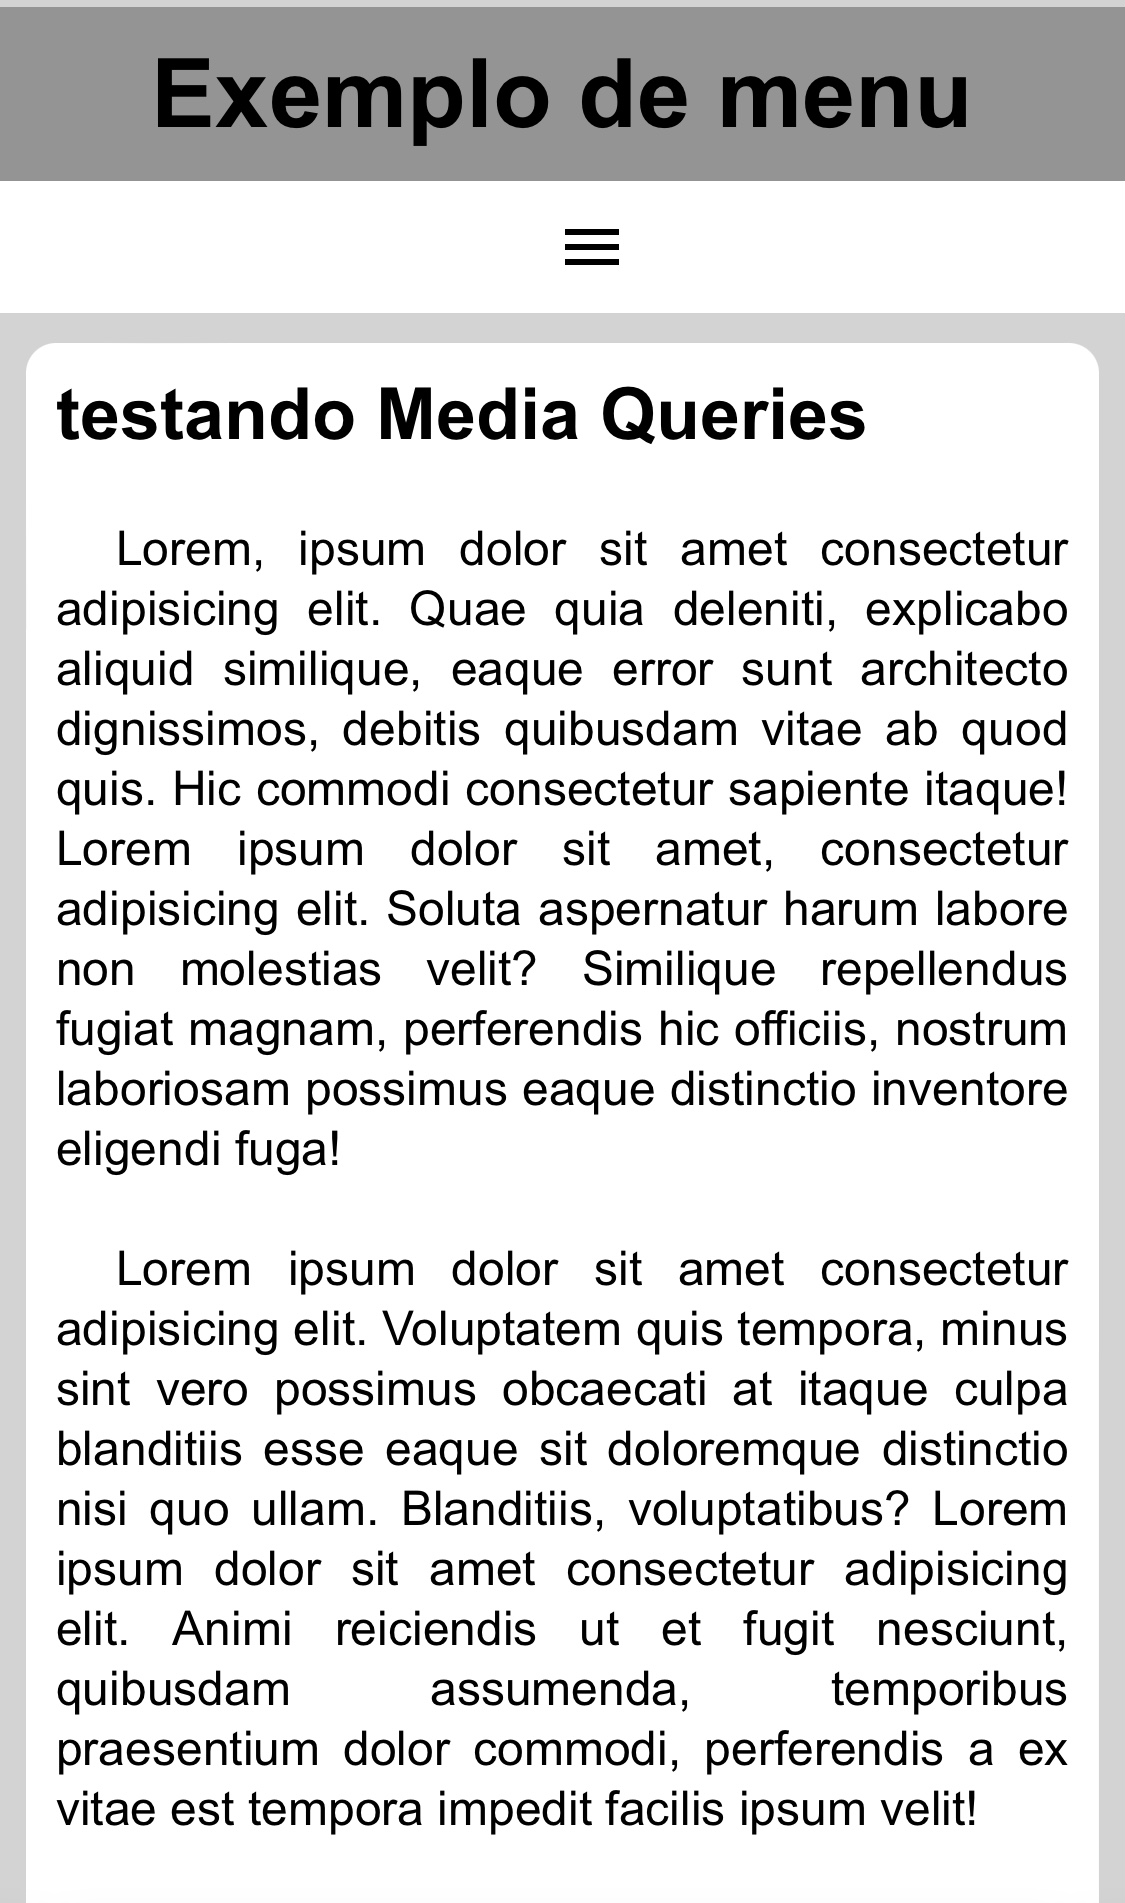 Exemplo de menu
testando Media Queries
Lorem, ipsum dolor sit amet consectetur
adipisicing elit. Quae quia deleniti, explicabo
aliquid similique, eaque error sunt architecto
dignissimos, debitis quibusdam vitae ab quod
quis. Hic commodi consectetur sapiente itaque!
Lorem ipsum dolor sit amet, consectetur
adipisicing elit. Soluta aspernatur harum labore
non molestias velit? Similique repellendus
fugiat magnam, perferendis hic officiis, nostrum
laboriosam possimus eaque distinctio inventore
eligendi fuga!
Lorem ipsum dolor sit amet consectetur
adipisicing elit. Voluptatem quis tempora, minus
sint vero possimus obcaecati at itaque culpa
blanditiis esse eaque sit doloremque distinctio
nisi quo ullam. Blanditiis, voluptatibus? Lorem
ipsum dolor sit amet consectetur adipisicing
elit. Animi reiciendis ut et fugit nesciunt,
quibusdam assumenda, temporibus
praesentium dolor commodi, perferendis a ex
vitae est tempora impedit facilis ipsum velit!